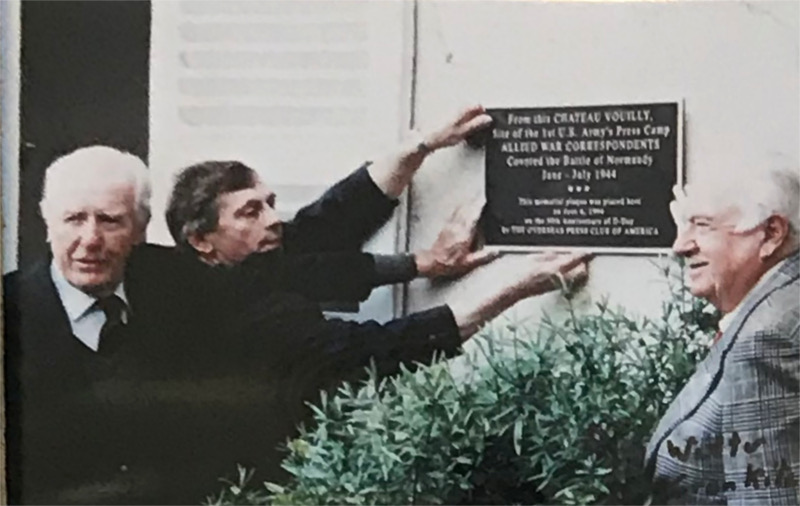 From this CHATEAU VOUILLY,
Site of the 1st U.S. Army's Press Camp
ALLIED WAR CORRESPONDENTS
Covered the Battle of Normandy
June - July 1944
★ ★ ★
This memorial plaque was placed here
on June 6, 1994
on the 50th Anniversary of D-Day
by THE OVERSEAS PRESS CLUB OF AMERICA
Walter